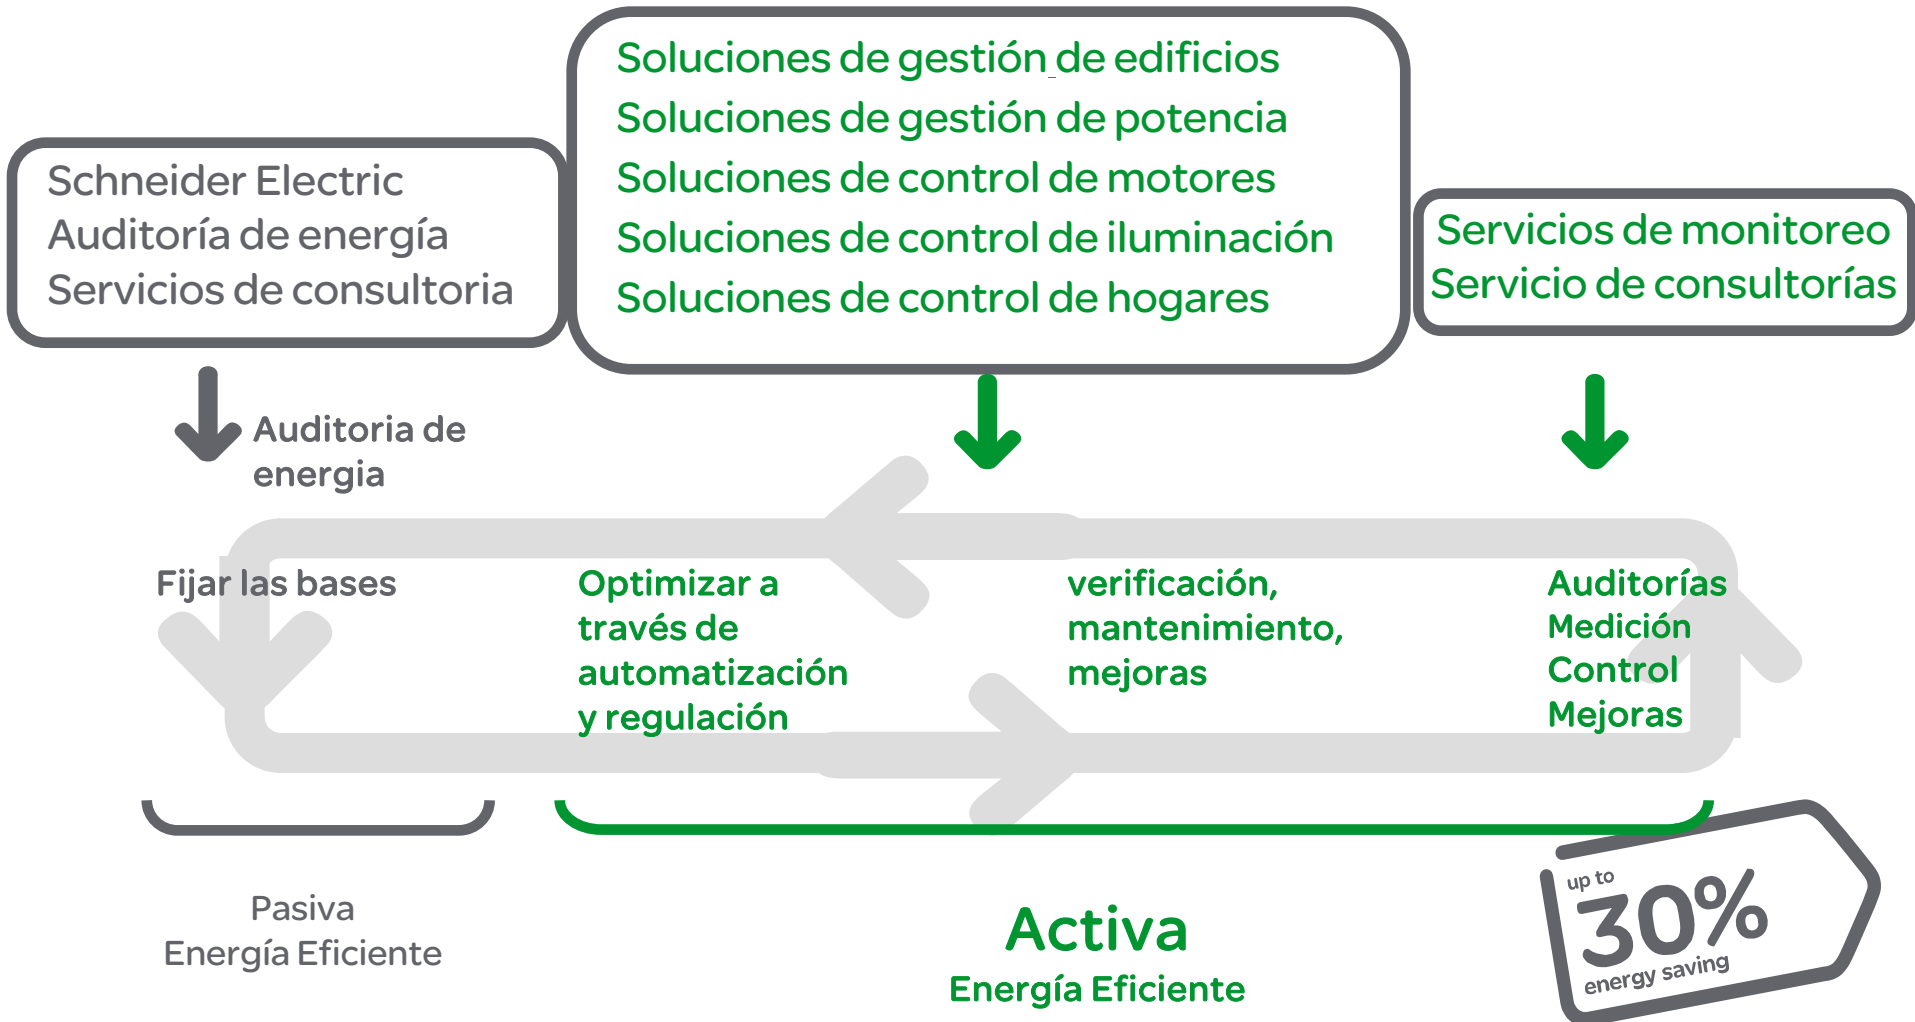 Soluciones de gestión de edificios
Soluciones de gestión de potencia
Soluciones de control de motores
Soluciones de control de iluminación
Soluciones de control de hogares
Schneider Electric
Auditoría de energía
Servicios de consultoria
Servicios de monitoreo
Servicio de consultorías
Auditoria de
energia
Fijar las bases
Optimizar a
través de
automatización
y regulación
verificación,
mantenimiento,
mejoras
Auditorías
Medición
Control
Mejoras
Pasiva
Energía Eficiente
Activa
Energía Eficiente
up to
30%
energy saving